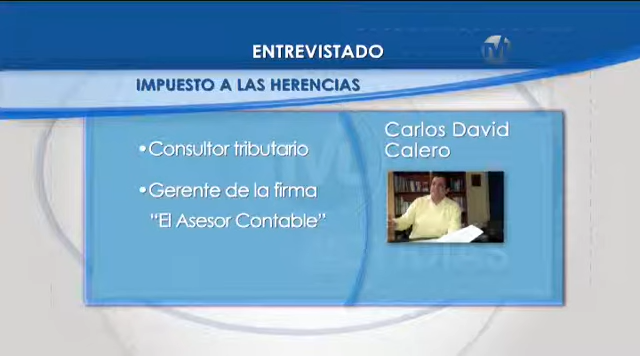 ENTREVISTADO
IMPUESTO A LAS HERENCIAS
Carlos David
Calero
•Consultor tributario
•Gerente de la firma
“El Asesor Contable”